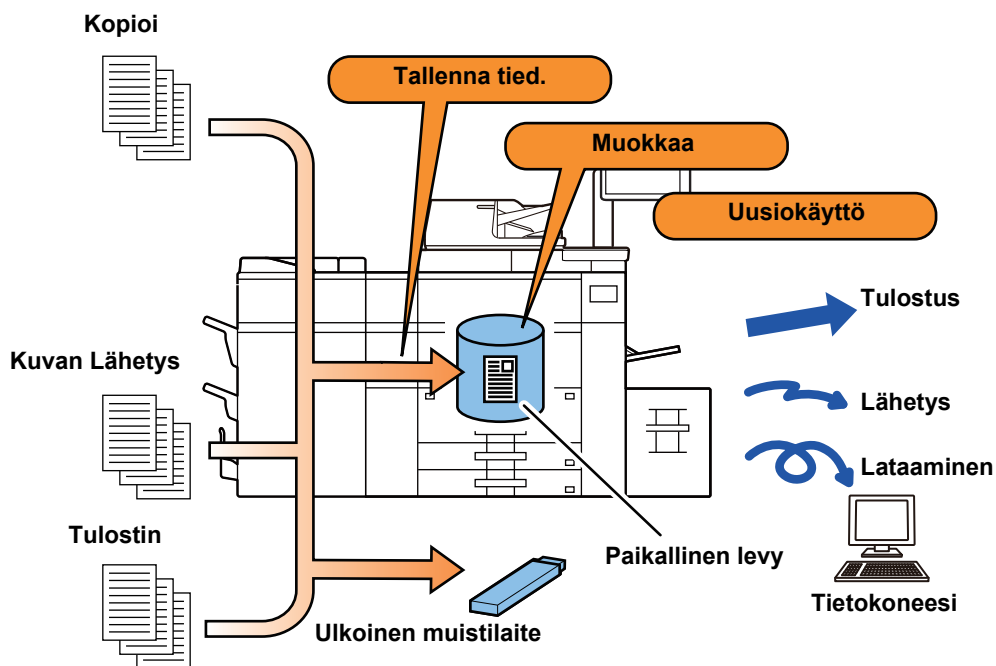 Kopioi
Tallenna tied.
Muokkaa
Uusiokäyttö
Tulostus
Kuvan Lähetys
Lähetys
Lataaminen
Tulostin
Paikallinen levy
Tietokoneesi
Ulkoinen muistilaite